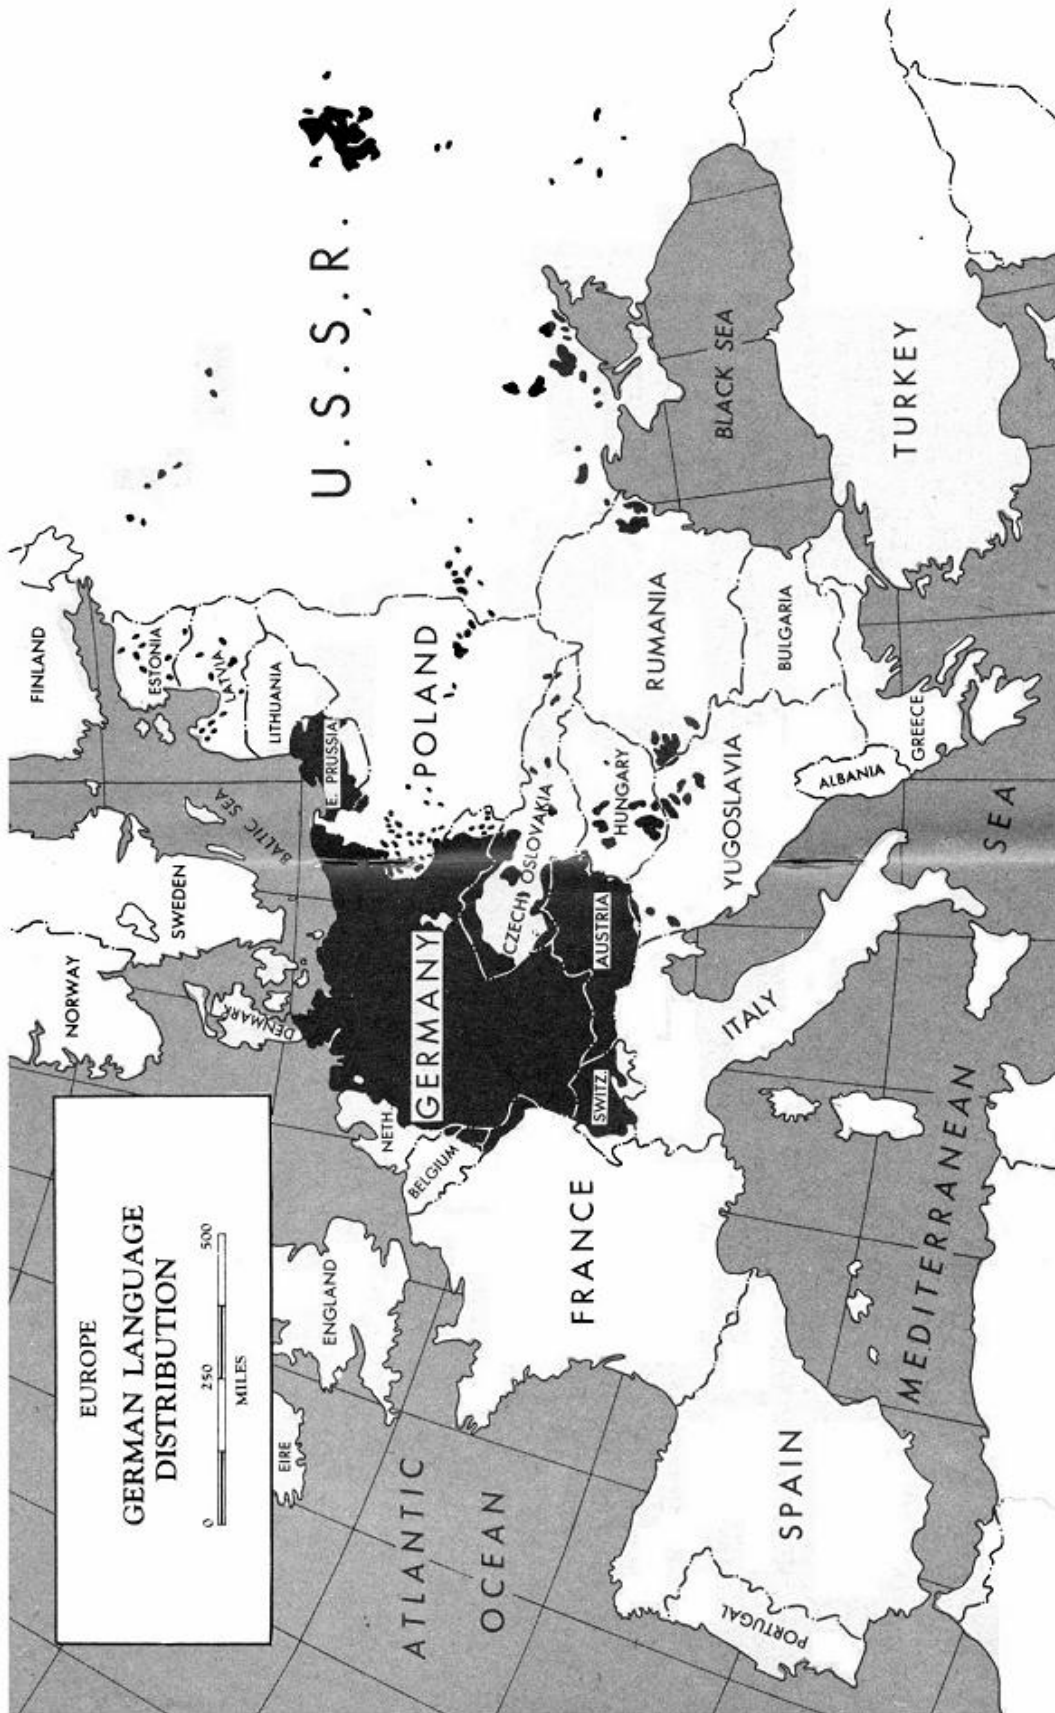 EUROPE
GERMAN LANGUAGE
DISTRIBUTION
0 250 500
MILES
NORWAY
SWEDEN
FINLAND
DENMARK
BALTIC SEA
ESTONIA
LATVIA
LITHUANIA
E. PRUSSIA
U.S.S.R.
EIRE
ENGLAND
NETH.
BELGIUM
GERMANY
POLAND
CZECH
OSLOVAKIA
ATLANTIC
OCEAN
FRANCE
SWITZ.
AUSTRIA
HUNGARY
RUMANIA
BLACK SEA
ITALY
YUGOSLAVIA
BULGARIA
ALBANIA
GREECE
TURKEY
PORTUGAL
SPAIN
MEDITERRANEAN
SEA